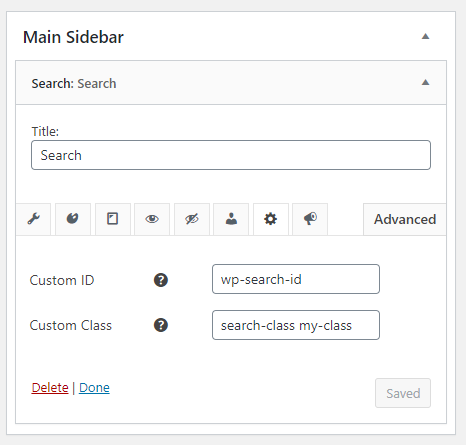 Main Sidebar
Search: Search
Title:
Search
Advanced
Custom ID ? wp-search-id
Custom Class ? search-class my-class
Delete | Done Saved